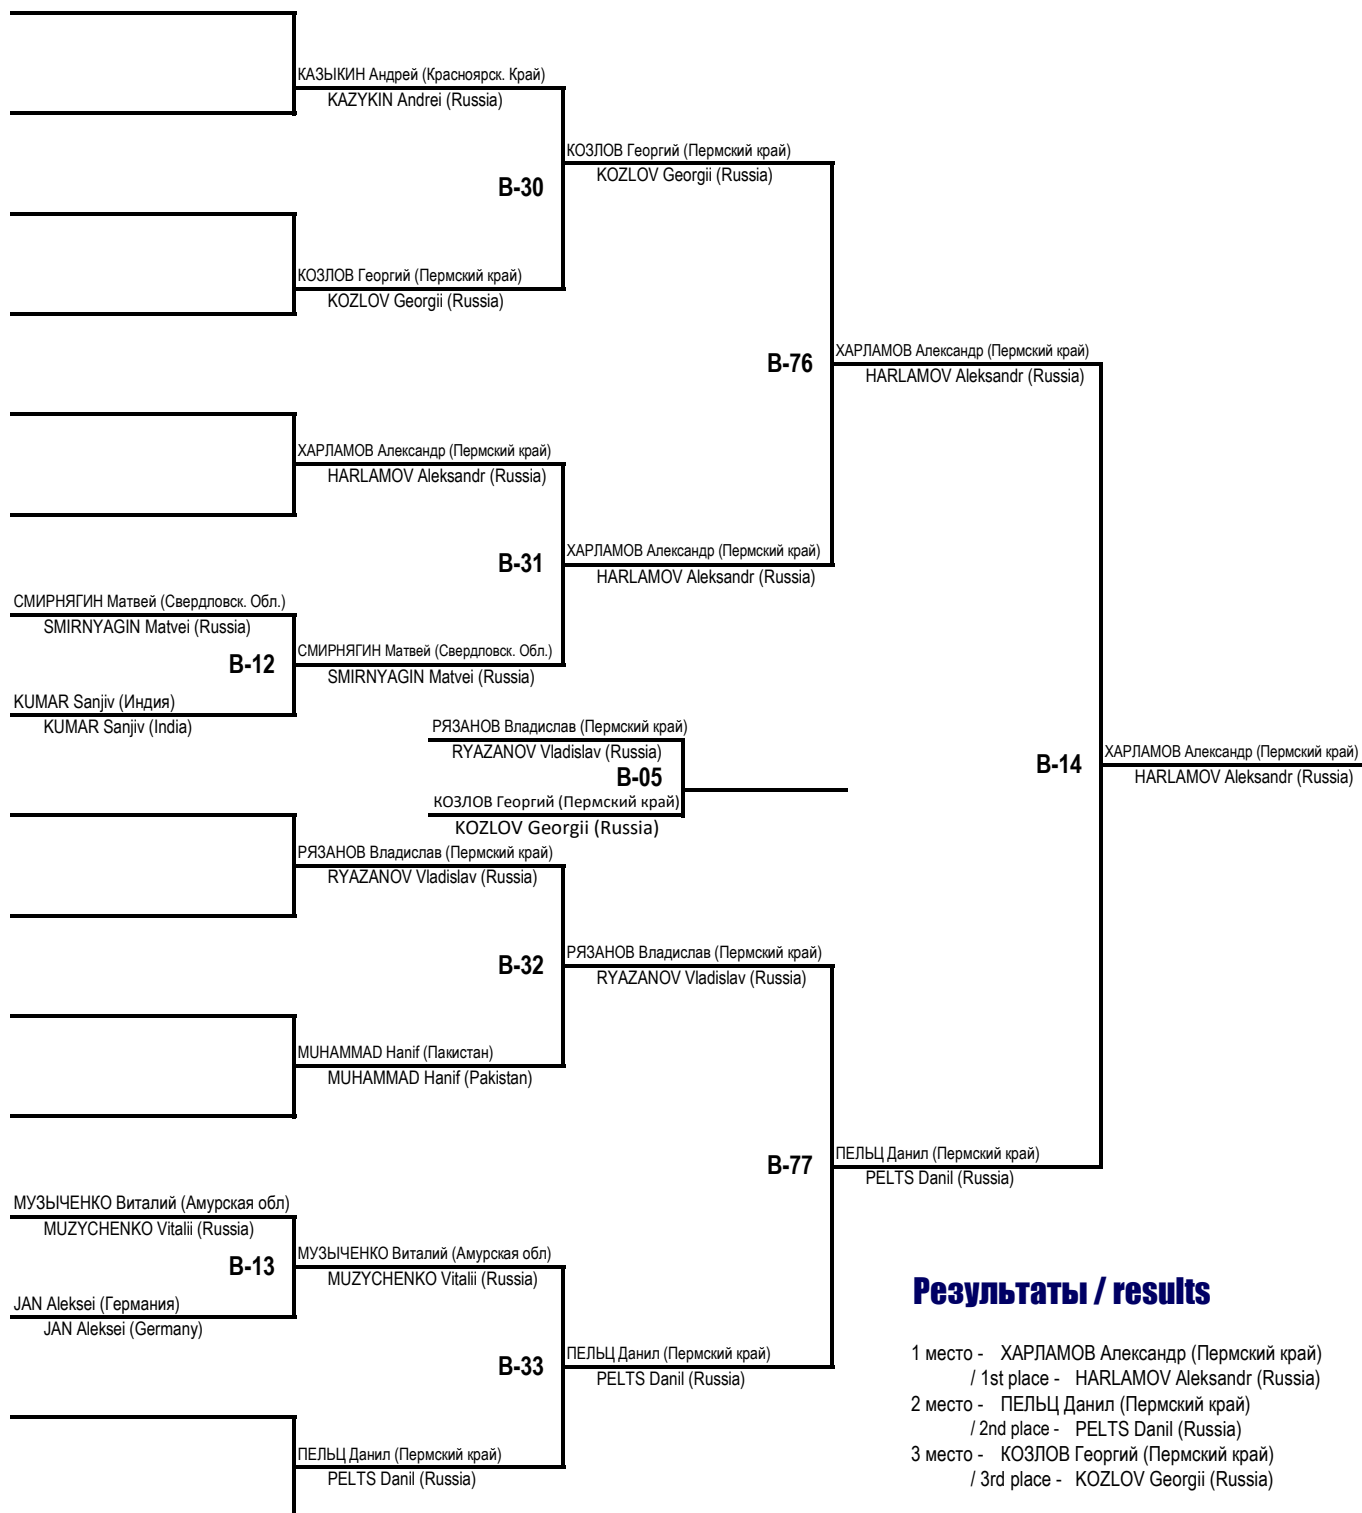 КАЗЫКИН Андрей (Красноярск. Край)
KAZYKIN Andrei (Russia)
КОЗЛОВ Георгий (Пермский край)
KOZLOV Georgii (Russia)
B-30
КОЗЛОВ Георгий (Пермский край)
KOZLOV Georgii (Russia)
ХАРЛАМОВ Александр (Пермский край)
HARLAMOV Aleksandr (Russia)
B-76
ХАРЛАМОВ Александр (Пермский край)
HARLAMOV Aleksandr (Russia)
B-31
ХАРЛАМОВ Александр (Пермский край)
HARLAMOV Aleksandr (Russia)
СМИРНЯГИН Матвей (Свердловск. Обл.)
SMIRNYAGIN Matvei (Russia)
B-12
СМИРНЯГИН Матвей (Свердловск. Обл.)
SMIRNYAGIN Matvei (Russia)
KUMAR Sanjiv (Индия)
KUMAR Sanjiv (India)
РЯЗАНОВ Владислав (Пермский край)
RYAZANOV Vladislav (Russia)
B-05
КОЗЛОВ Георгий (Пермский край)
KOZLOV Georgii (Russia)
B-14
ХАРЛАМОВ Александр (Пермский край)
HARLAMOV Aleksandr (Russia)
РЯЗАНОВ Владислав (Пермский край)
RYAZANOV Vladislav (Russia)
B-32
РЯЗАНОВ Владислав (Пермский край)
RYAZANOV Vladislav (Russia)
MUHAMMAD Hanif (Пакистан)
MUHAMMAD Hanif (Pakistan)
B-77
ПЕЛЬЦ Данил (Пермский край)
PELTS Danil (Russia)
МУЗЫЧЕНКО Виталий (Амурская обл)
MUZYCHENKO Vitalii (Russia)
B-13
МУЗЫЧЕНКО Виталий (Амурская обл)
MUZYCHENKO Vitalii (Russia)
JAN Aleksei (Германия)
JAN Aleksei (Germany)
B-33
ПЕЛЬЦ Данил (Пермский край)
PELTS Danil (Russia)
ПЕЛЬЦ Данил (Пермский край)
PELTS Danil (Russia)
Результаты / results
1 место - ХАРЛАМОВ Александр (Пермский край)
/ 1st place - HARLAMOV Aleksandr (Russia)
2 место - ПЕЛЬЦ Данил (Пермский край)
/ 2nd place - PELTS Danil (Russia)
3 место - КОЗЛОВ Георгий (Пермский край)
/ 3rd place - KOZLOV Georgii (Russia)